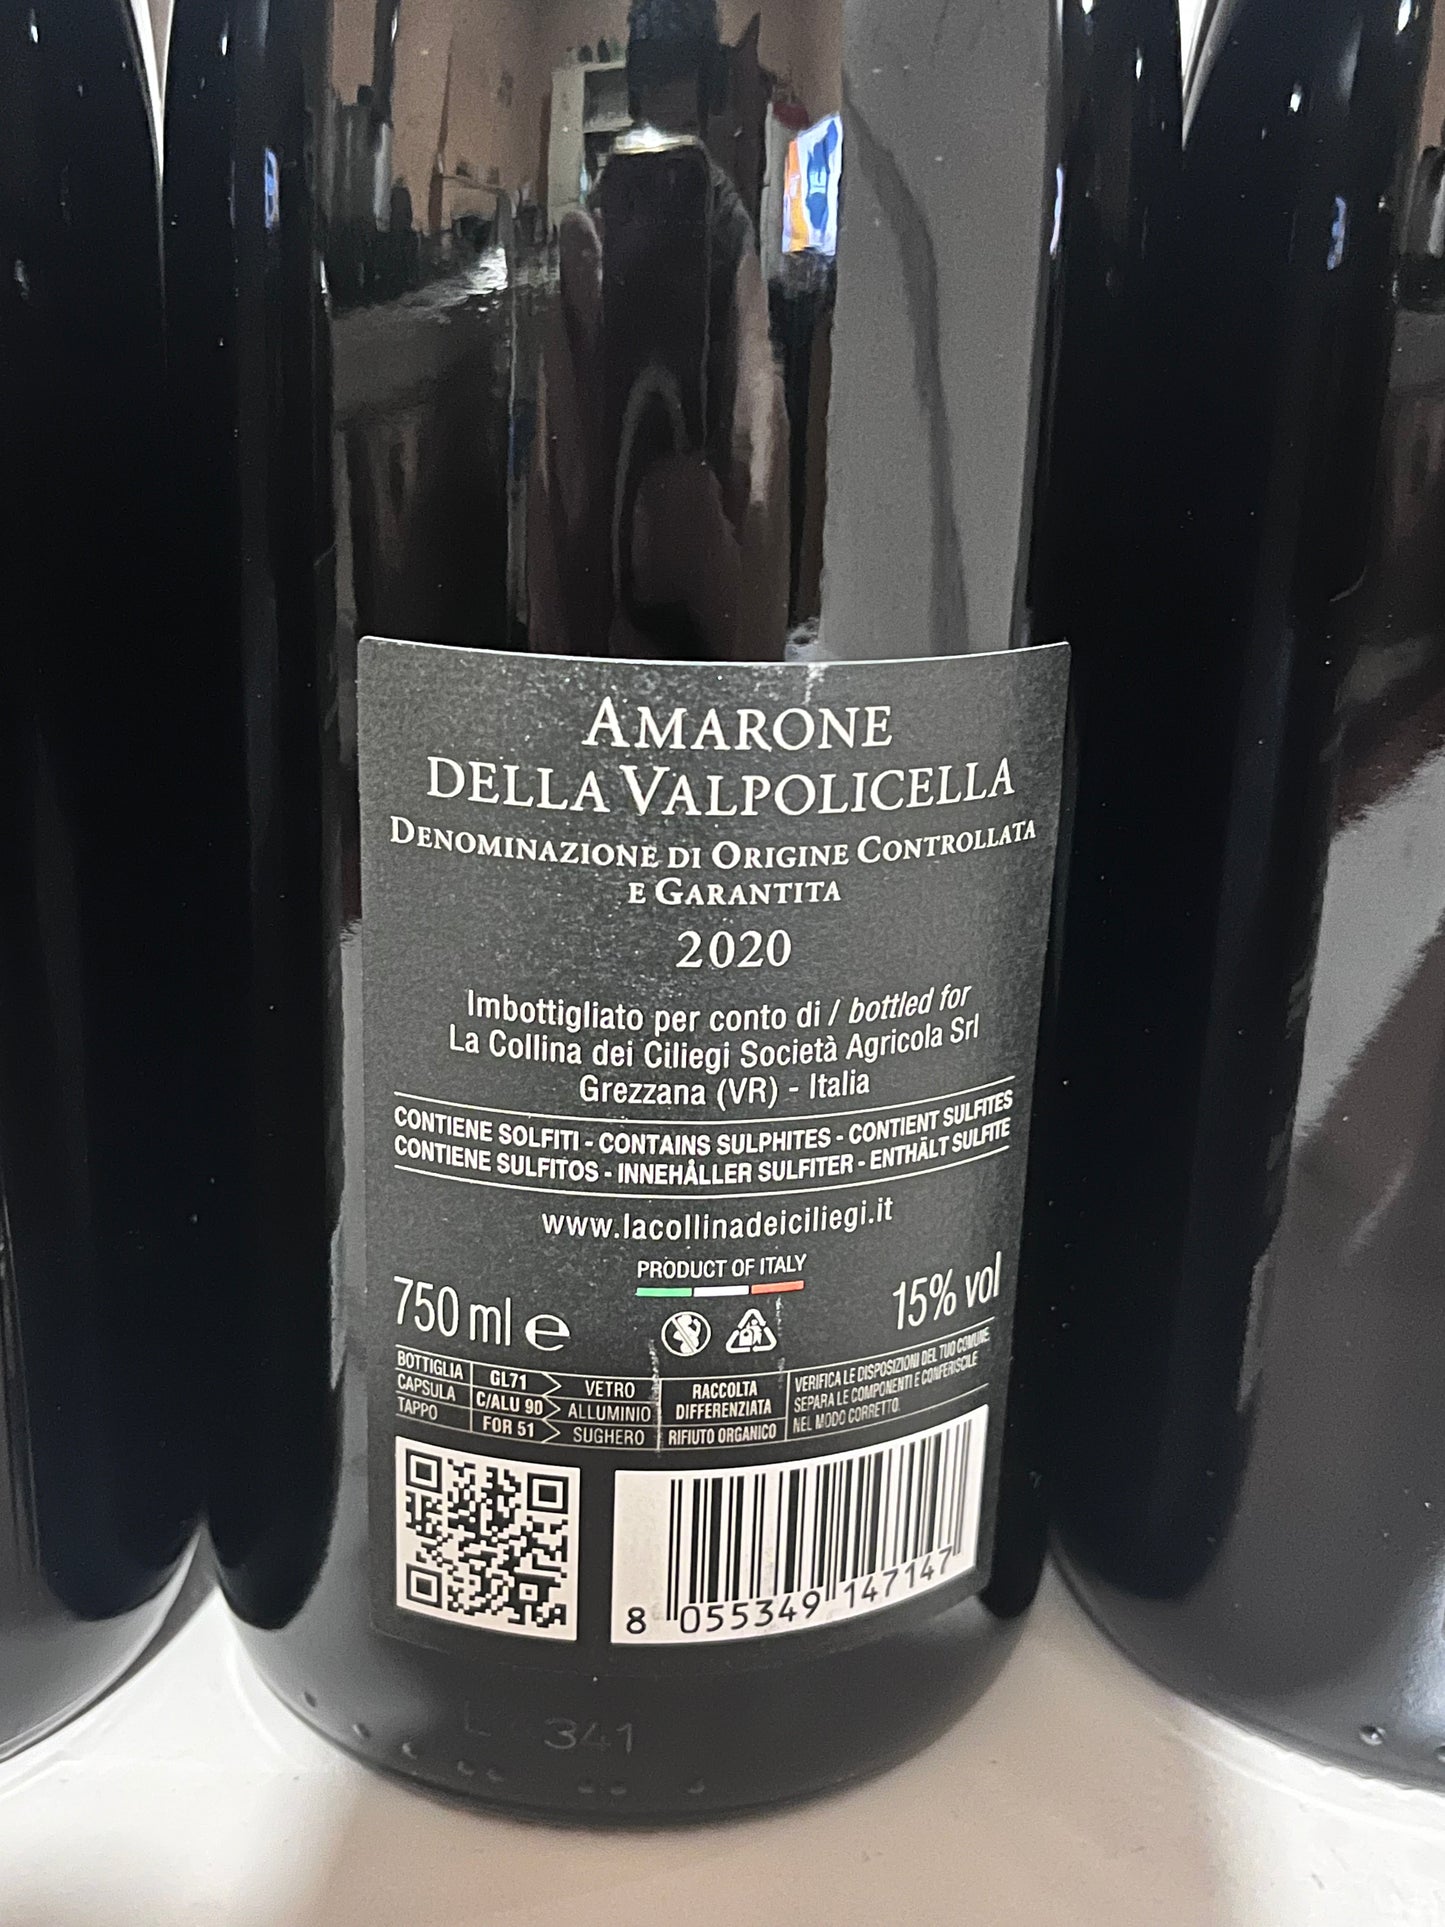 AMARONE
DELLA VALPOLICELLA
DENOMINAZIONE DI ORIGINE CONTROLLATA
E GARANTITA
2020
Imbottigliato per conto di / bottled for
La Collina dei Ciliegi Società Agricola Srl
Grezzana (VR) - Italia
CONTIENE SOLFITI - CONTAINS SULPHITES - CONTIENT SULFITES
CONTIENE SULFITOS - INNEHÅLLER SULFITER - ENTHÄLT SULFITE
www.lacollinadeiciliegi.it
PRODUCT OF ITALY
750 ml e
15% vol
BOTTIGLIA GL71 VETRO
CAPSULA C/ALU 90 ALLUMINIO
TAPPO FOR 51 SUGHERO
RACCOLTA
DIFFERENZIATA
RIFIUTO ORGANICO
VERIFICA LE DISPOSIZIONI DEL TUO COMUNE.
SEPARA LE COMPONENTI E CONFERISCILE
NEL MODO CORRETTO.
8 055349 147147
L 341